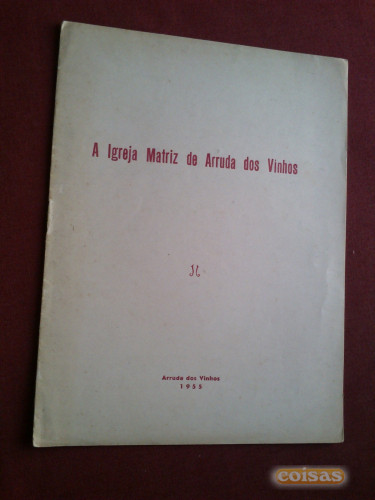 A Igreja Matriz de Arruda dos Vinhos
Arruda dos Vinhos
1955
coisas